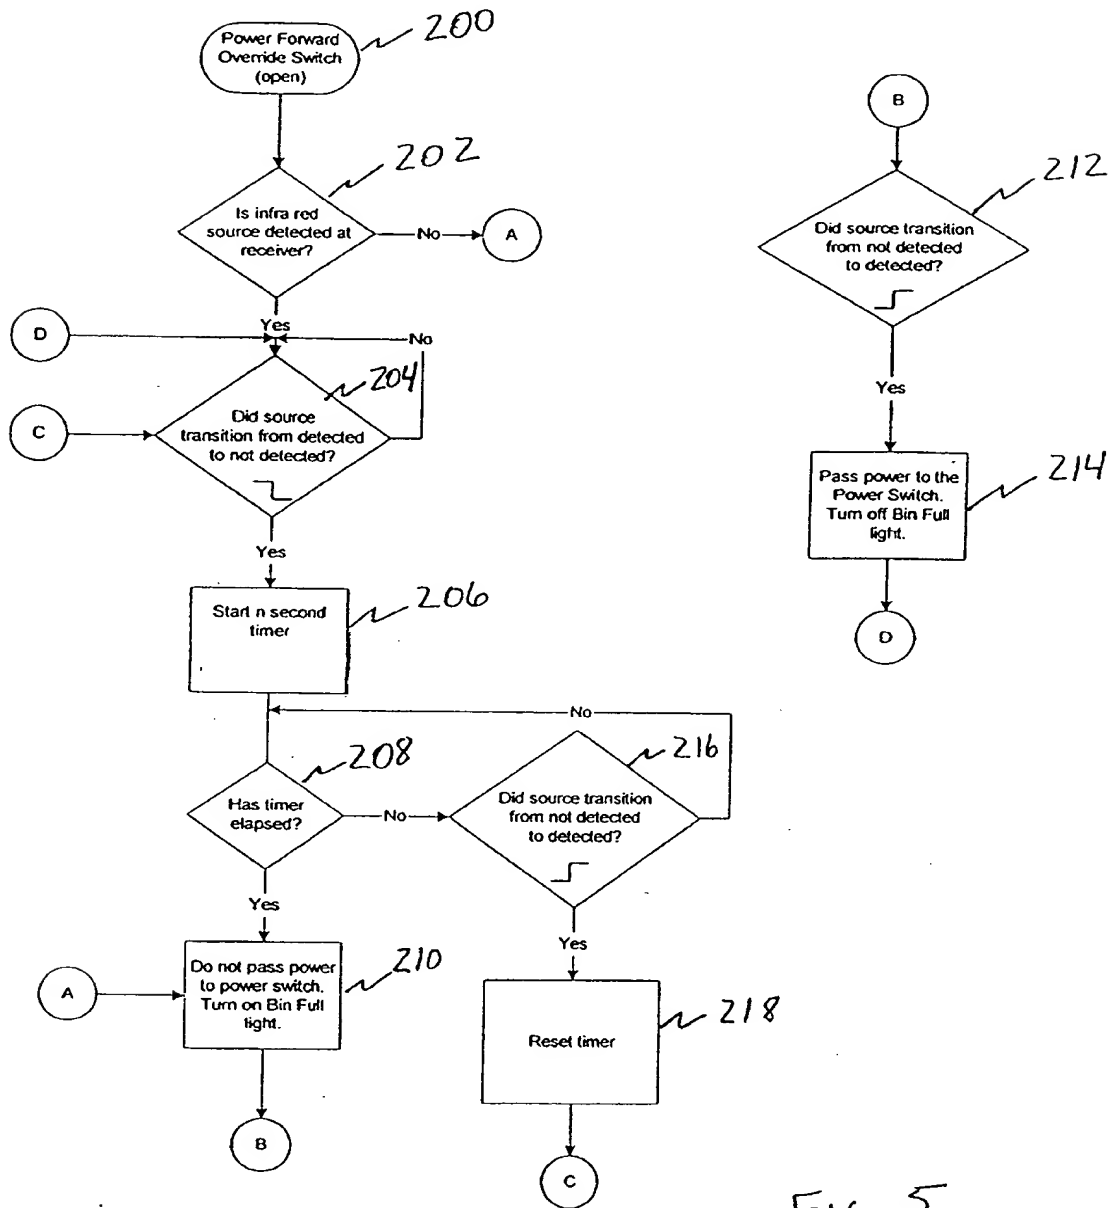 Power Forward
Override Switch
(open)
200
202
Is infra red
source detected at
receiver?
No
A
Yes
D
No
204
C
Did source
transition from detected
to not detected?
Yes
Start n second
timer
206
No
208
Has timer
elapsed?
No
216
Did source transition
from not detected
to detected?
Yes
Yes
A
Do not pass power
to power switch.
Turn on Bin Full
light.
210
Reset timer
218
B
C
B
212
Did source transition
from not detected
to detected?
Yes
Pass power to the
Power Switch.
Turn off Bin Full
light.
214
D
FIG. 5